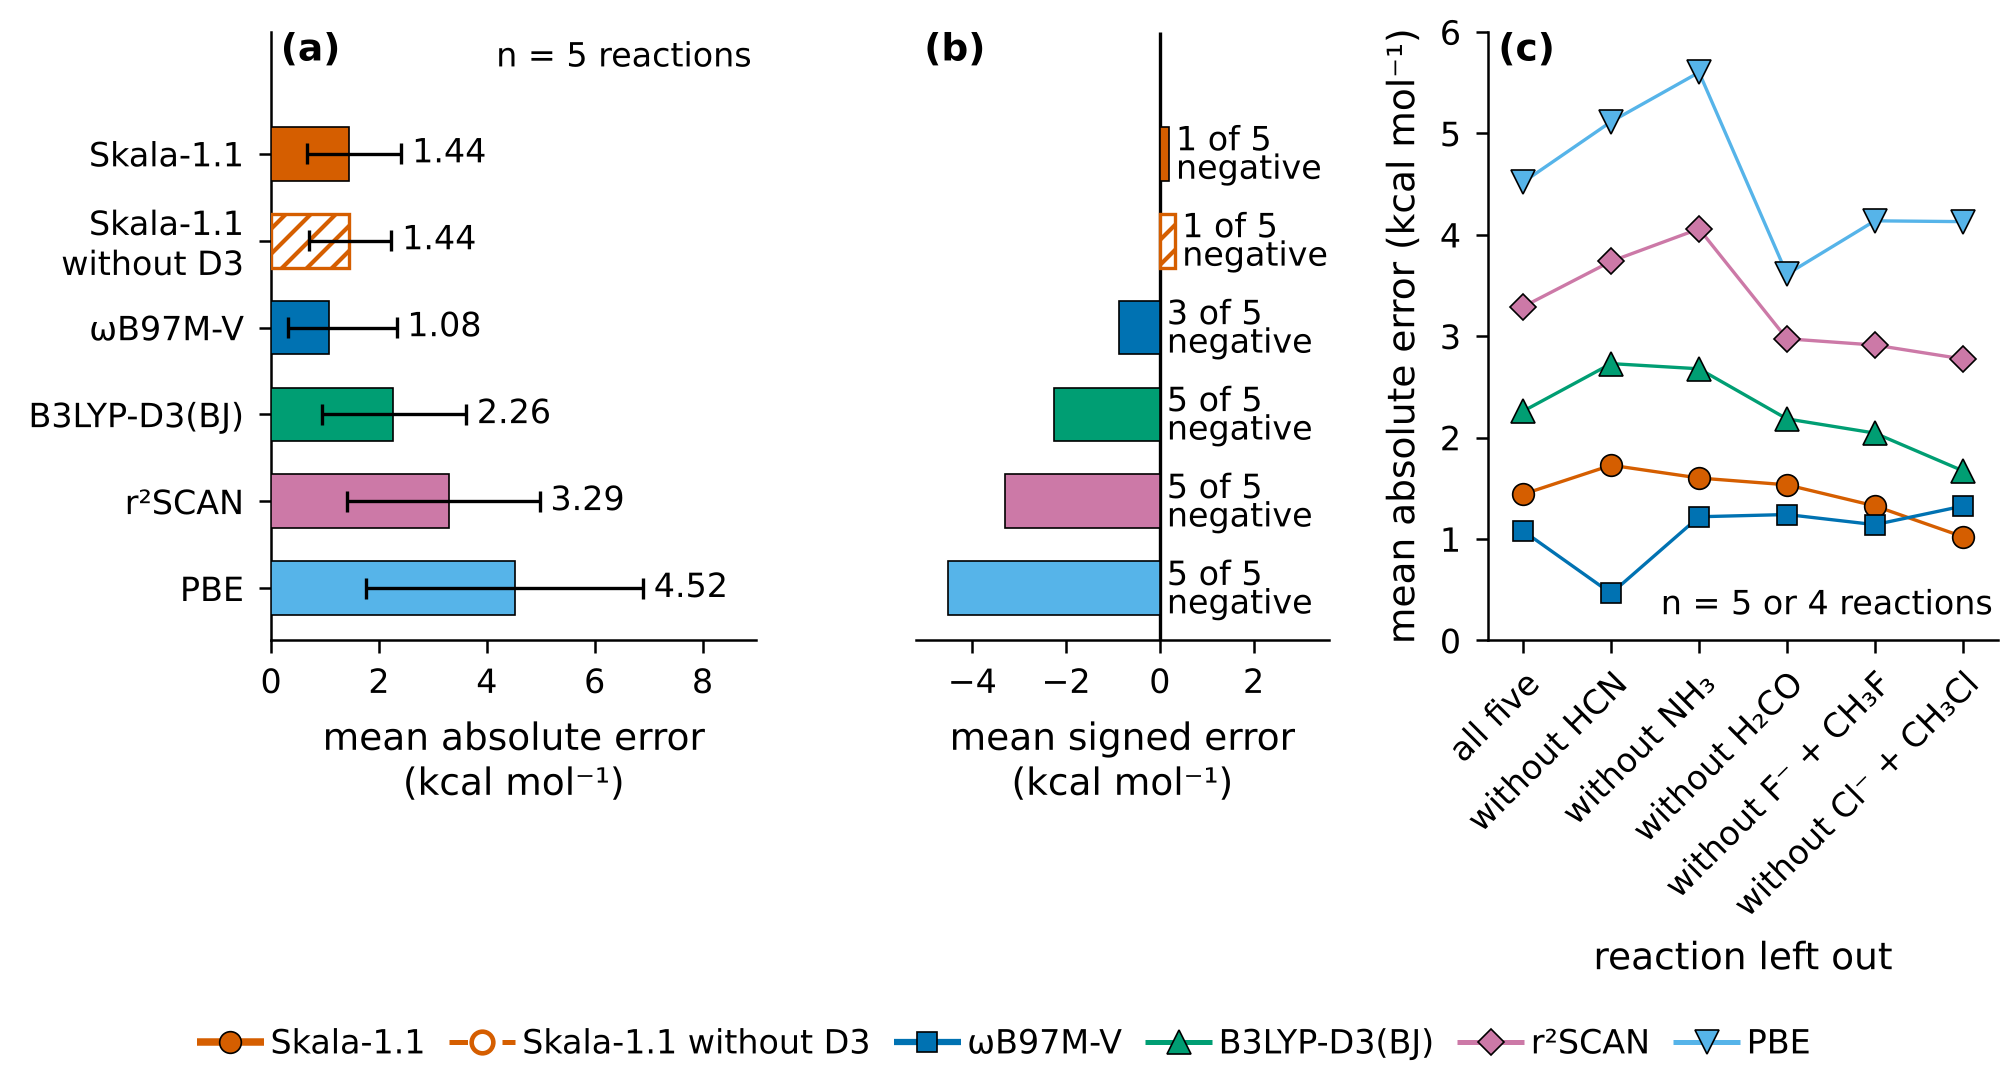 (a)
n = 5 reactions
Skala-1.1
1.44
Skala-1.1
without D3
1.44
ωB97M-V
1.08
B3LYP-D3(BJ)
2.26
r²SCAN
3.29
PBE
4.52
0
2
4
6
8
mean absolute error
(kcal mol⁻¹)
(b)
1 of 5
negative
1 of 5
negative
3 of 5
negative
5 of 5
negative
5 of 5
negative
5 of 5
negative
−4
−2
0
2
mean signed error
(kcal mol⁻¹)
(c)
mean absolute error (kcal mol⁻¹)
6
5
4
3
2
1
0
n = 5 or 4 reactions
all five
without HCN
without NH₃
without H₂CO
without F⁻ + CH₃F
without Cl⁻ + CH₃Cl
reaction left out
Skala-1.1
Skala-1.1 without D3
ωB97M-V
B3LYP-D3(BJ)
r²SCAN
PBE